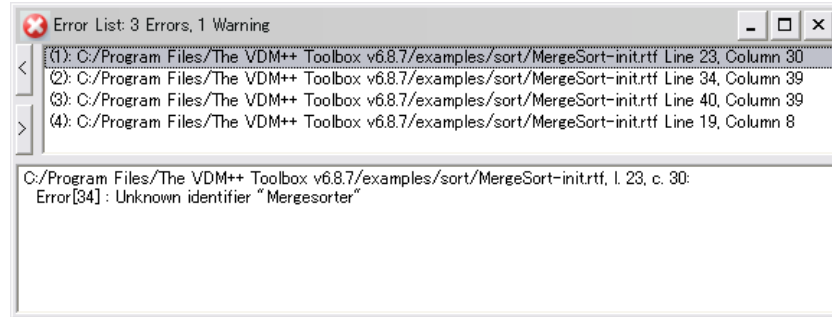 Error List: 3 Errors, 1 Warning
(1): C:/Program Files/The VDM++ Toolbox v6.8.7/examples/sort/MergeSort-init.rtf Line 23, Column 30
(2): C:/Program Files/The VDM++ Toolbox v6.8.7/examples/sort/MergeSort-init.rtf Line 34, Column 39
(3): C:/Program Files/The VDM++ Toolbox v6.8.7/examples/sort/MergeSort-init.rtf Line 40, Column 39
(4): C:/Program Files/The VDM++ Toolbox v6.8.7/examples/sort/MergeSort-init.rtf Line 19, Column 8
C:/Program Files/The VDM++ Toolbox v6.8.7/examples/sort/MergeSort-init.rtf, l. 23, c. 30:
Error[34] : Unknown identifier "Mergesorter"